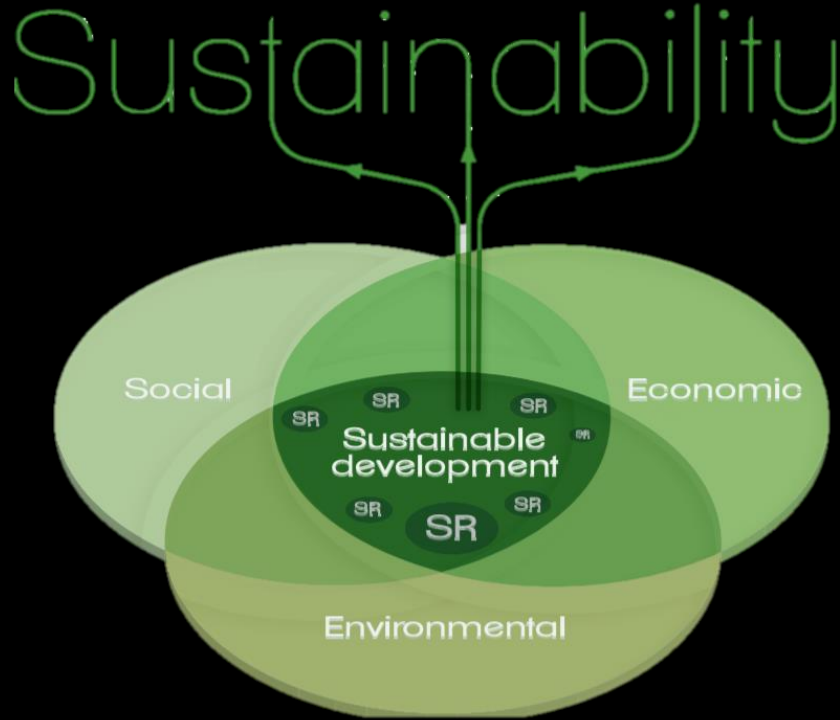 Sustainability
Social
Economic
SR
SR
SR
Sustainable
development
SR
SR
SR
Environmental